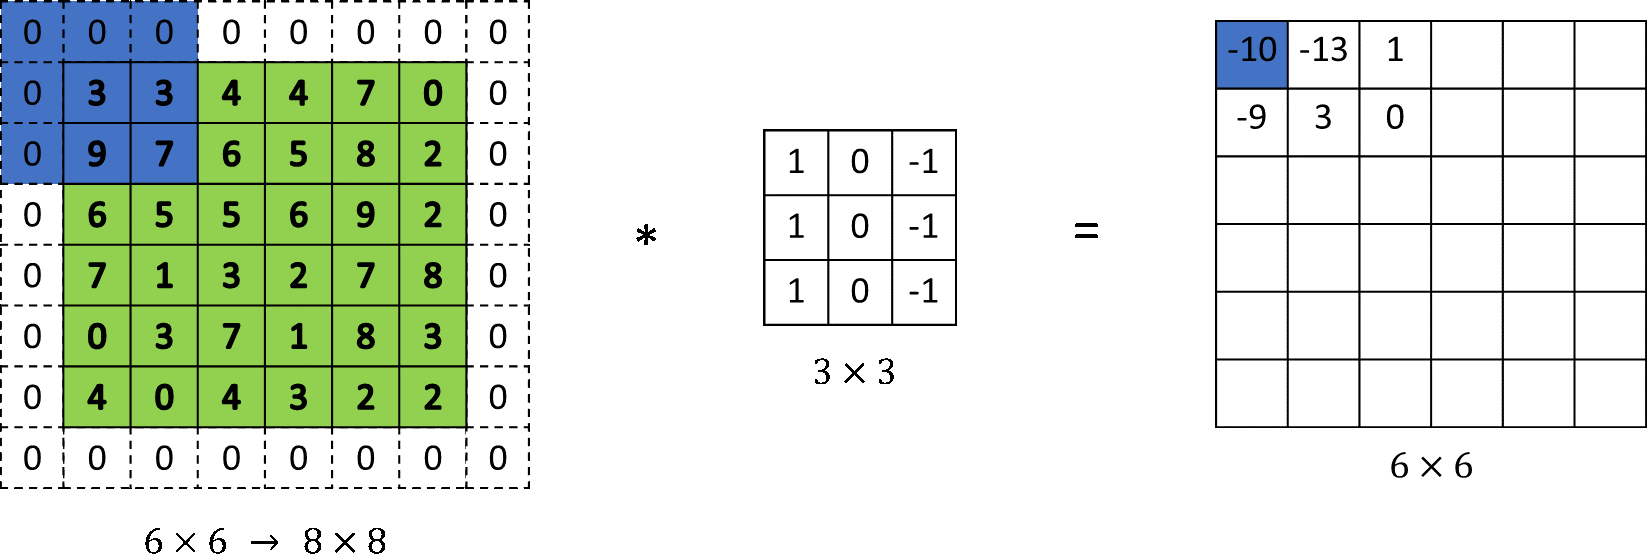 0 0 0 0 0 0 0 0
0 3 3 4 4 7 0 0
0 9 7 6 5 8 2 0
0 6 5 5 6 9 2 0
0 7 1 3 2 7 8 0
0 0 3 7 1 8 3 0
0 4 0 4 3 2 2 0
0 0 0 0 0 0 0 0
6 × 6 → 8 × 8
*
1 0 -1
1 0 -1
1 0 -1
3 × 3
=
-10 -13 1
-9 3 0
6 × 6